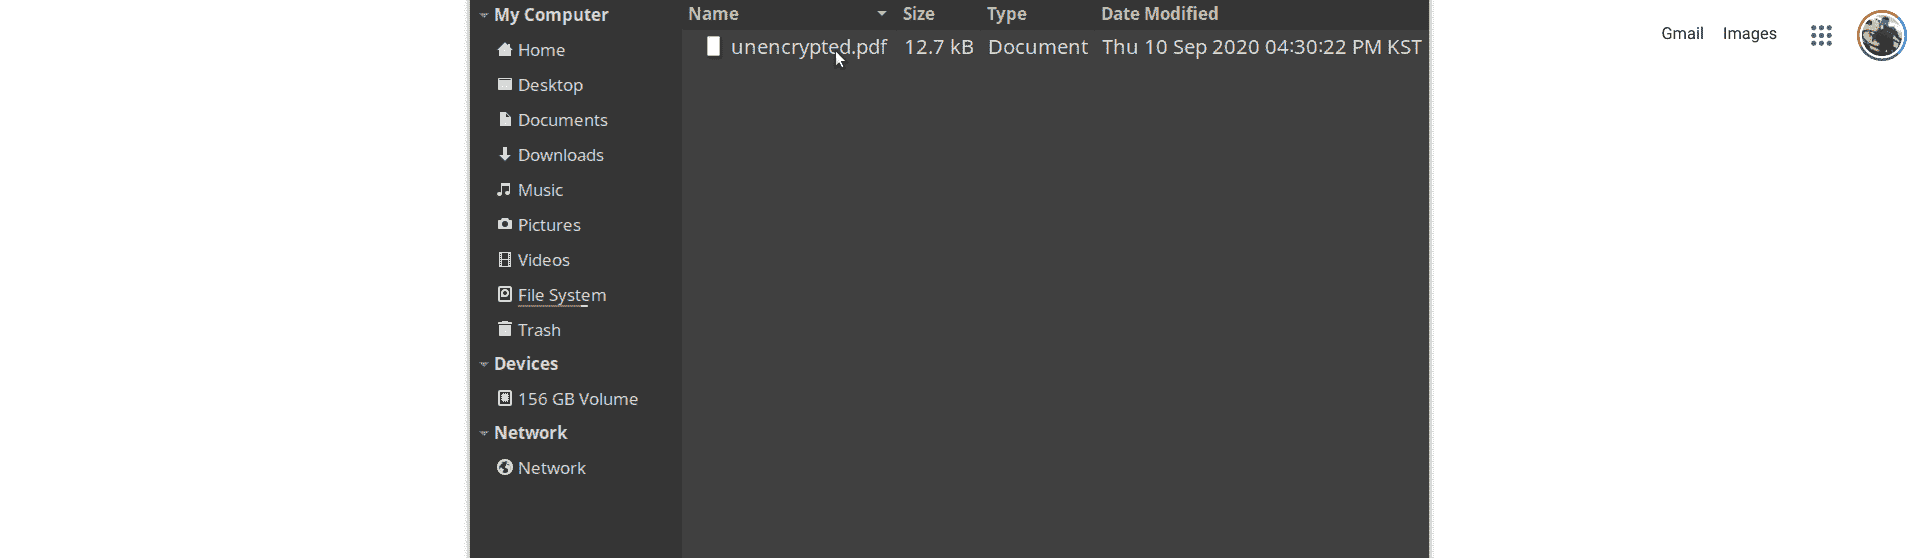 My Computer
Home
Desktop
Documents
Downloads
Music
Pictures
Videos
File System
Trash
Devices
156 GB Volume
Network
Network
Name Size Type Date Modified
unencrypted.pdf 12.7 kB Document Thu 10 Sep 2020 04:30:22 PM KST
Gmail Images